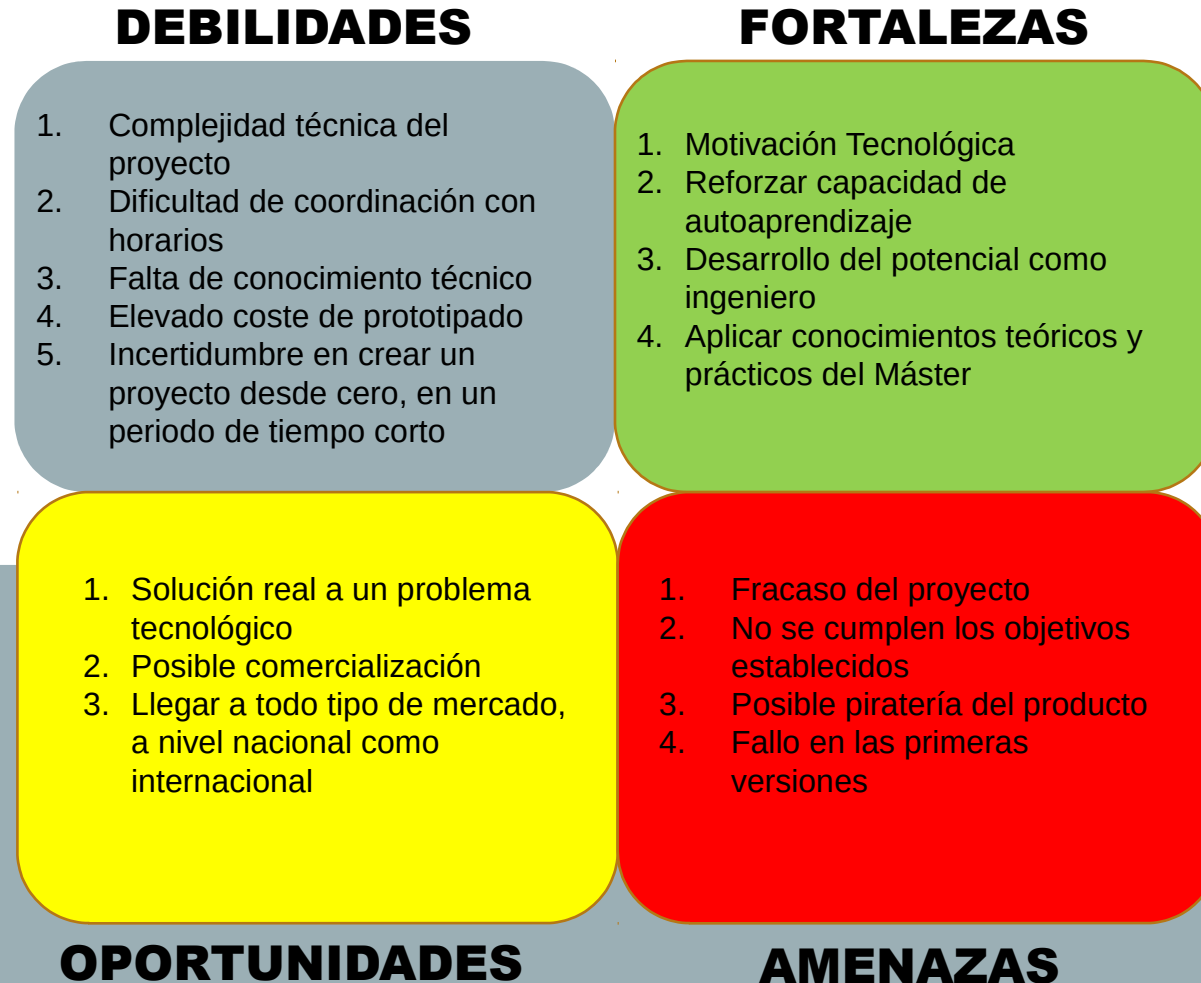 DEBILIDADES
1. Complejidad técnica del
proyecto
2. Dificultad de coordinación con
horarios
3. Falta de conocimiento técnico
4. Elevado coste de prototipado
5. Incertidumbre en crear un
proyecto desde cero, en un
periodo de tiempo corto
FORTALEZAS
1. Motivación Tecnológica
2. Reforzar capacidad de
autoaprendizaje
3. Desarrollo del potencial como
ingeniero
4. Aplicar conocimientos teóricos y
prácticos del Máster
1. Solución real a un problema
tecnológico
2. Posible comercialización
3. Llegar a todo tipo de mercado,
a nivel nacional como
internacional
OPORTUNIDADES
1. Fracaso del proyecto
2. No se cumplen los objetivos
establecidos
3. Posible piratería del producto
4. Fallo en las primeras
versiones
AMENAZAS